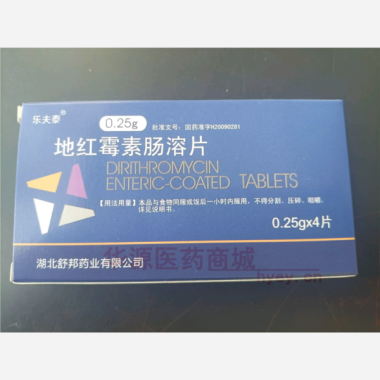 乐夫泰®
0.25g
批准文号：国药准字H20090281
地红霉素肠溶片
DIRITHROMYCIN
ENTERIC-COATED TABLETS
【用法用量】本品与食物同服或饭后一小时内服用，不得分割、压碎、咀嚼。
详见说明书。
0.25gx4片
华源医药商城
hyey.cn
湖北舒邦药业有限公司